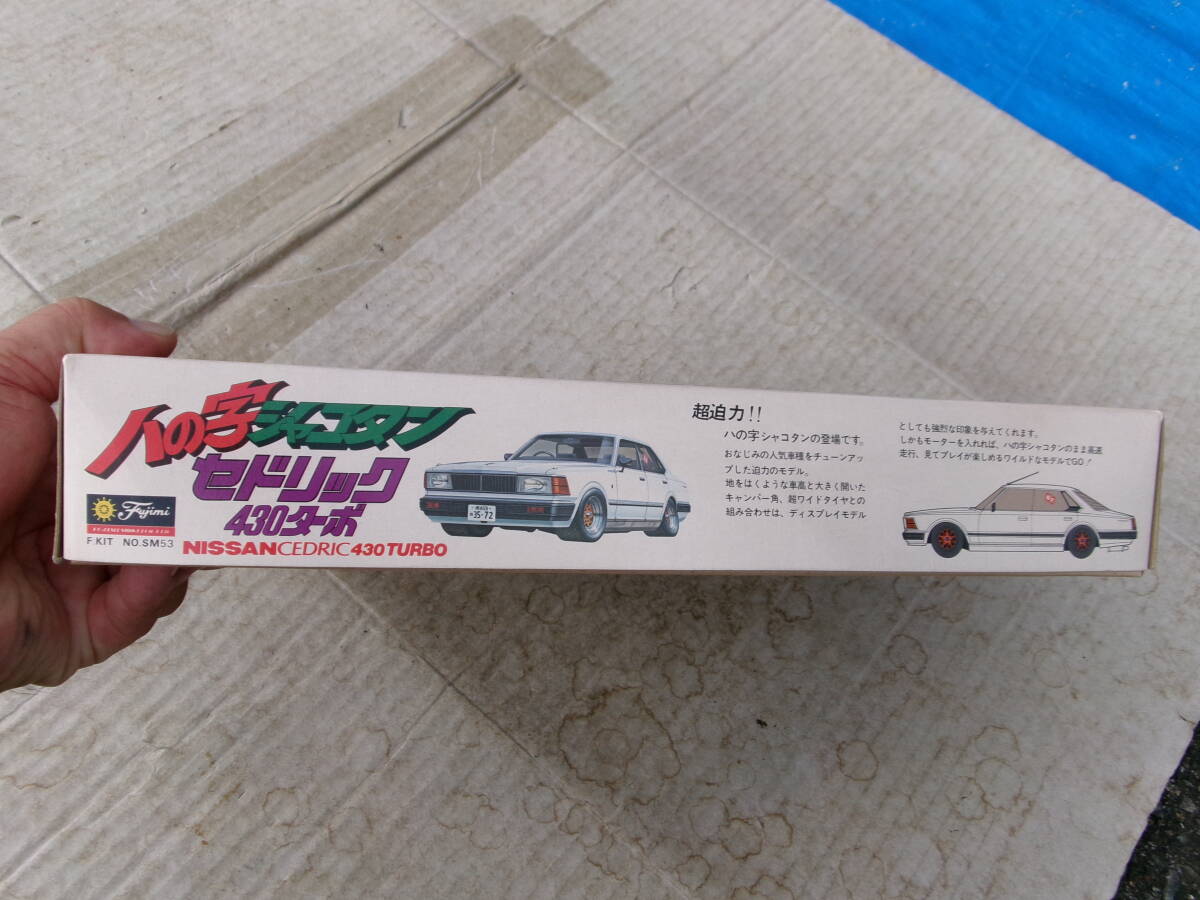 ハの字シャコタン
セドリック
430ターボ
Fujimi
F.KIT NO.SM53
NISSAN CEDRIC 430 TURBO
35-72
超迫力!!
ハの字シャコタンの登場です。
おなじみの人気車種をチューンアッ
プした迫力のモデル。
地をはくような車高と大きく開いた
キャンバー角、超ワイドタイヤとの
組み合わせは、ディスプレイモデル
としても強烈な印象を与えてくれます。
しかもモーターを入れれば、ハの字シャコタンのまま高速
走行、見てプレイが楽しめるワイルドなモデルでGO!